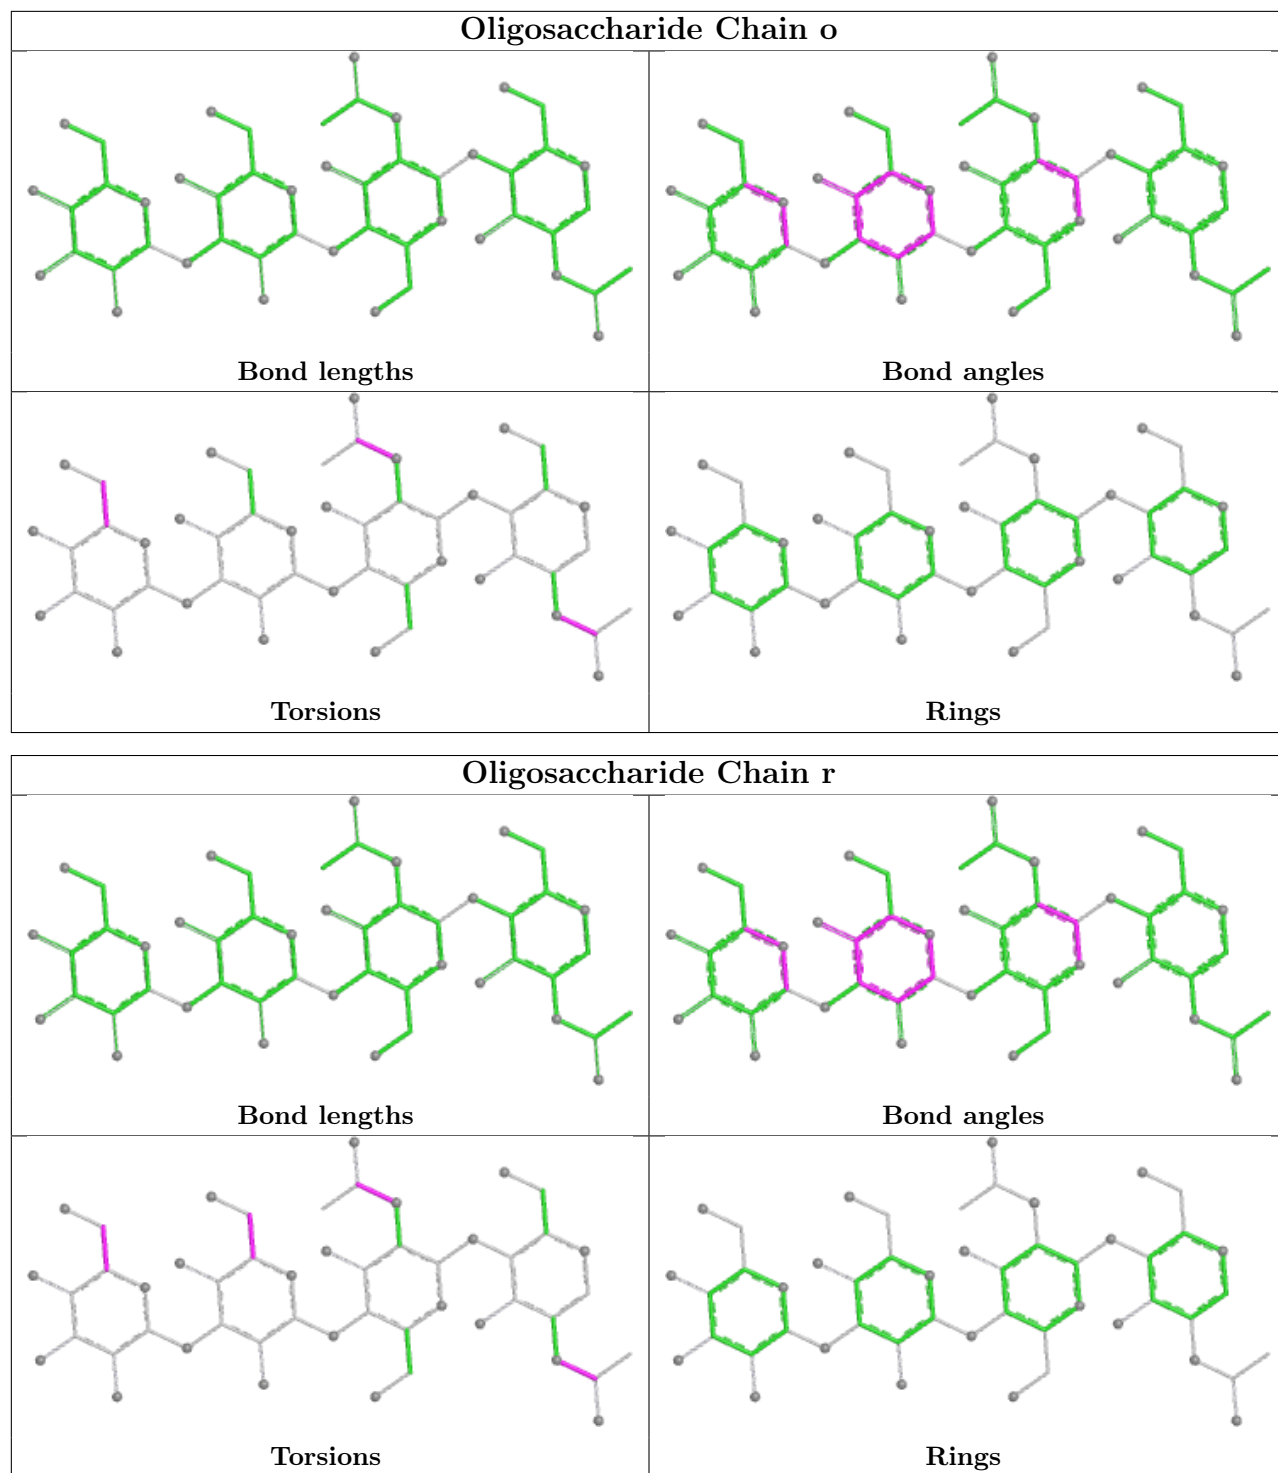 Oligosaccharide Chain o
Bond lengths
Bond angles
Torsions
Rings
Oligosaccharide Chain r
Bond lengths
Bond angles
Torsions
Rings